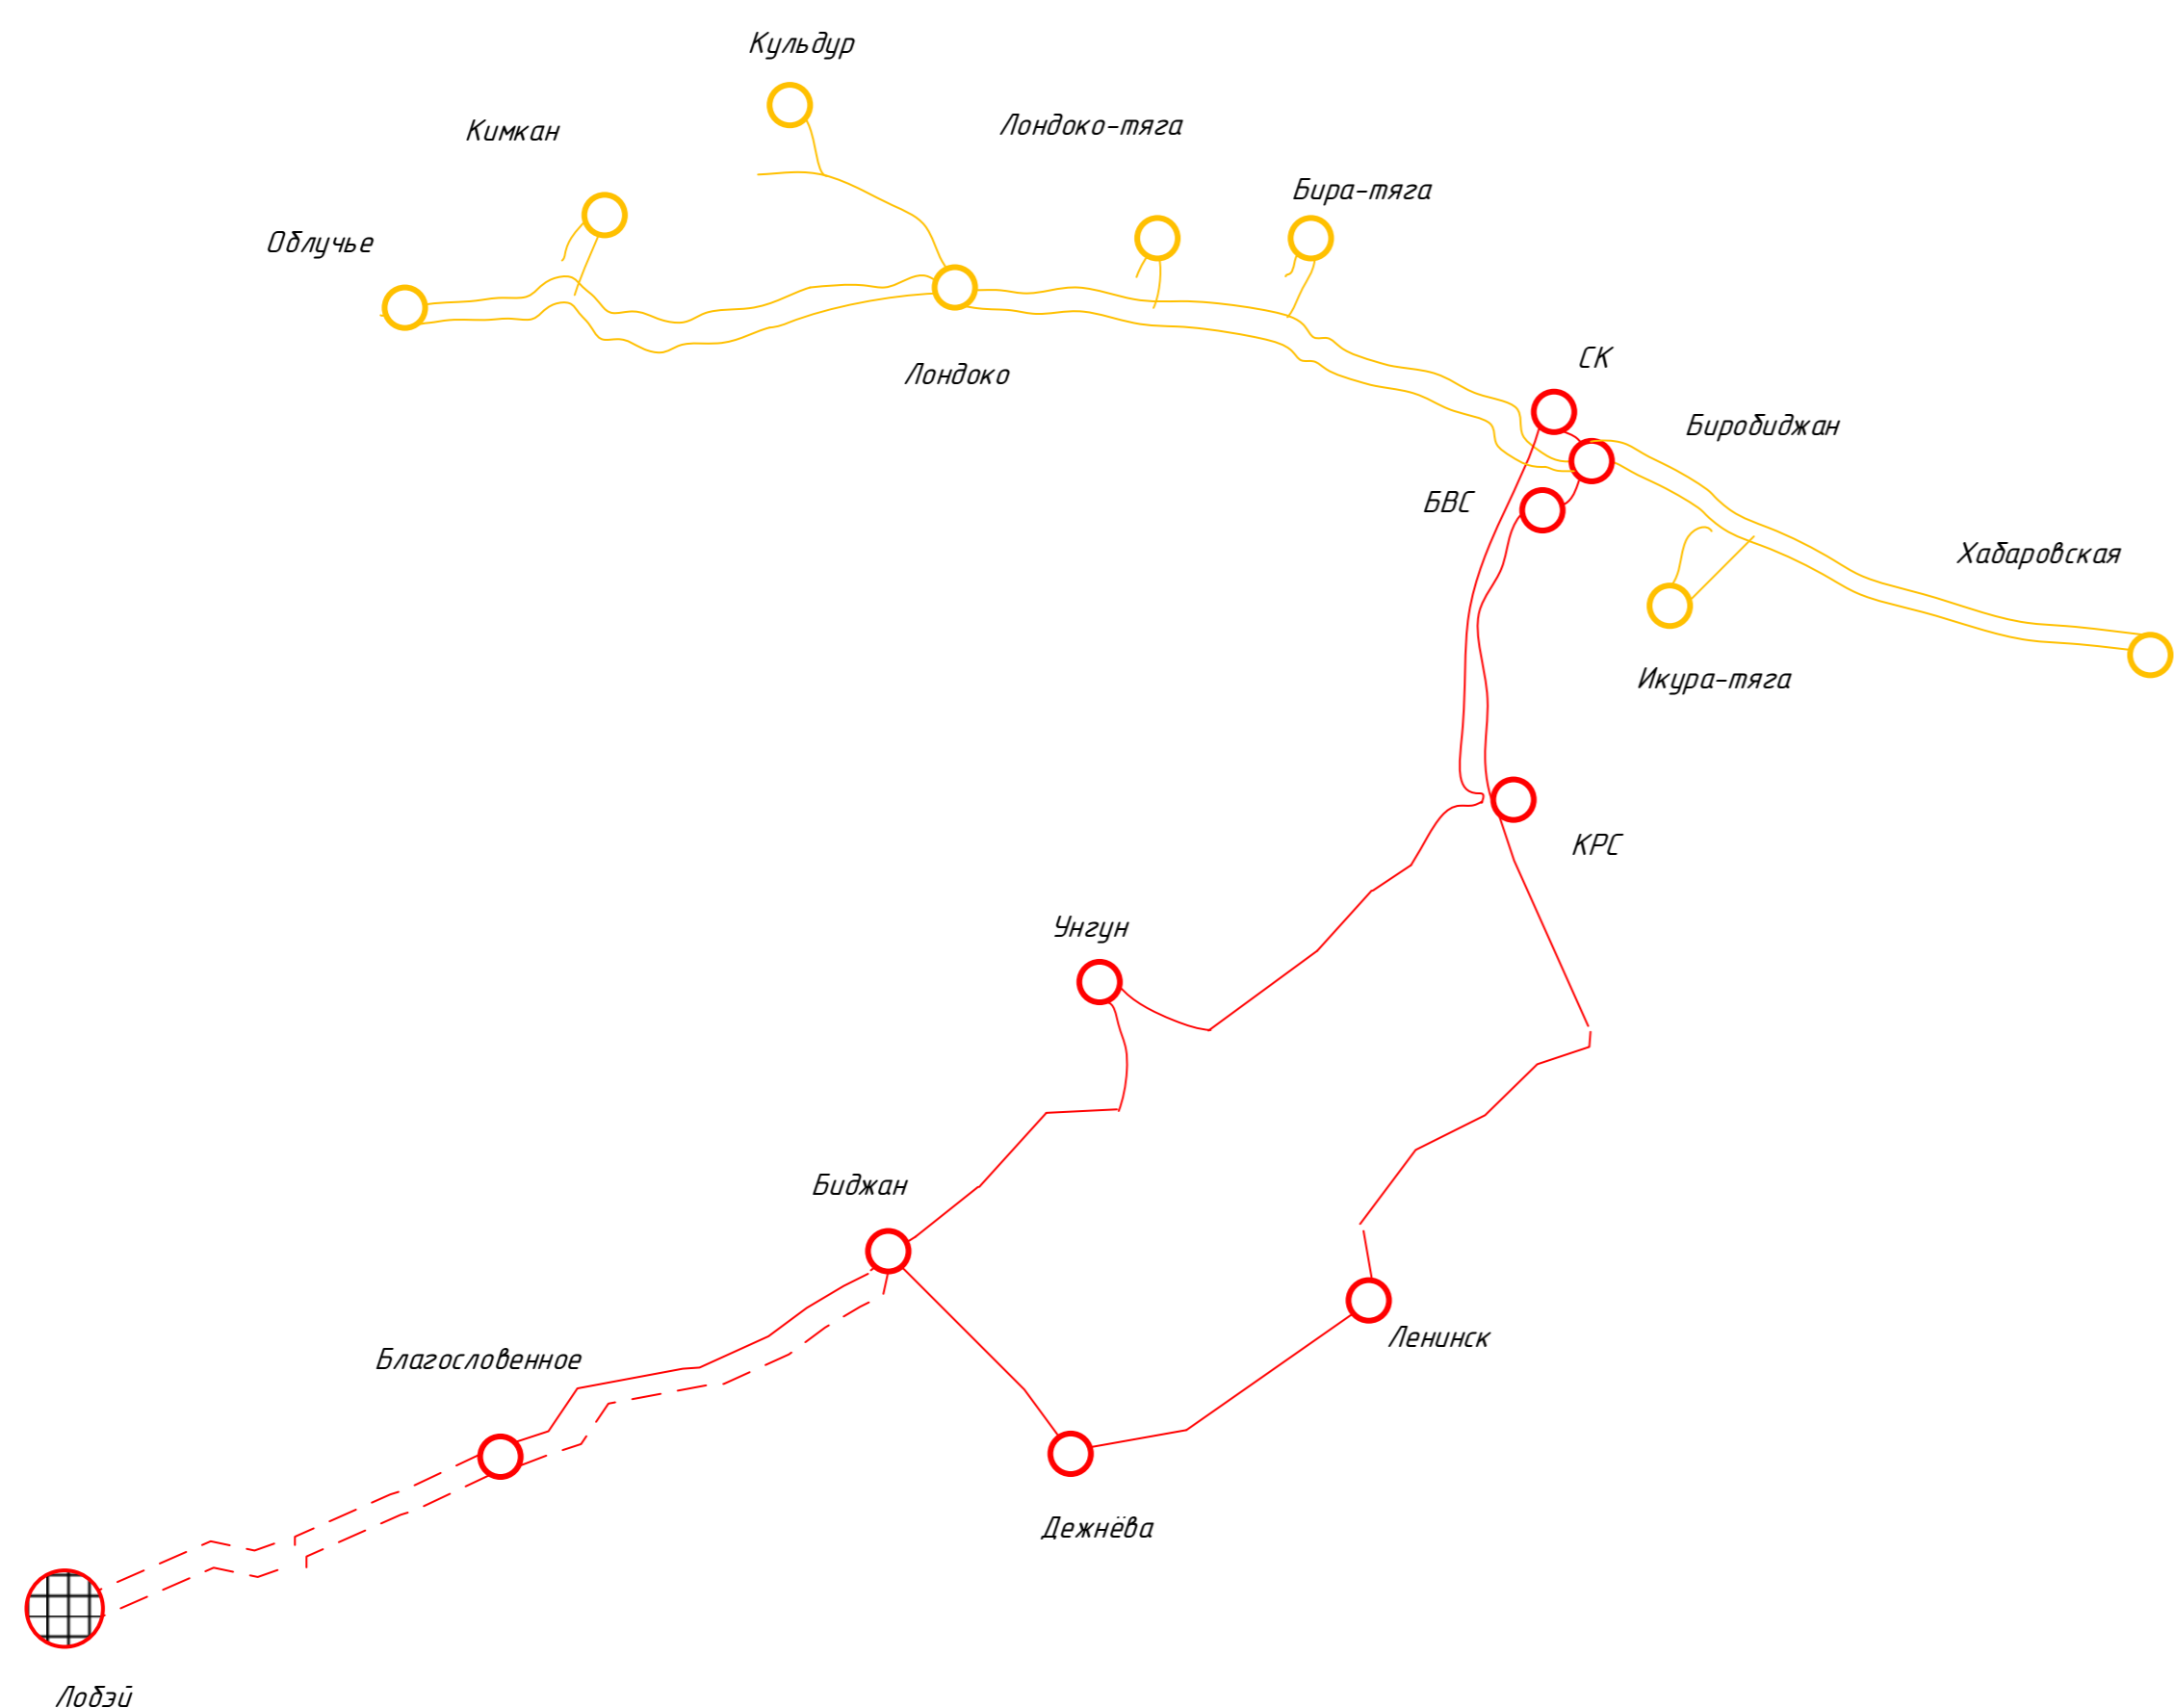 Кульдур
Кимкан
Лондоко-тяга
Бира-тяга
Облучье
СК
Лондоко
Биробиджан
БВС
Хабаровская
Икура-тяга
КРС
Унгун
Биджан
Ленинск
Благословенное
Дежнёва
Лобэй